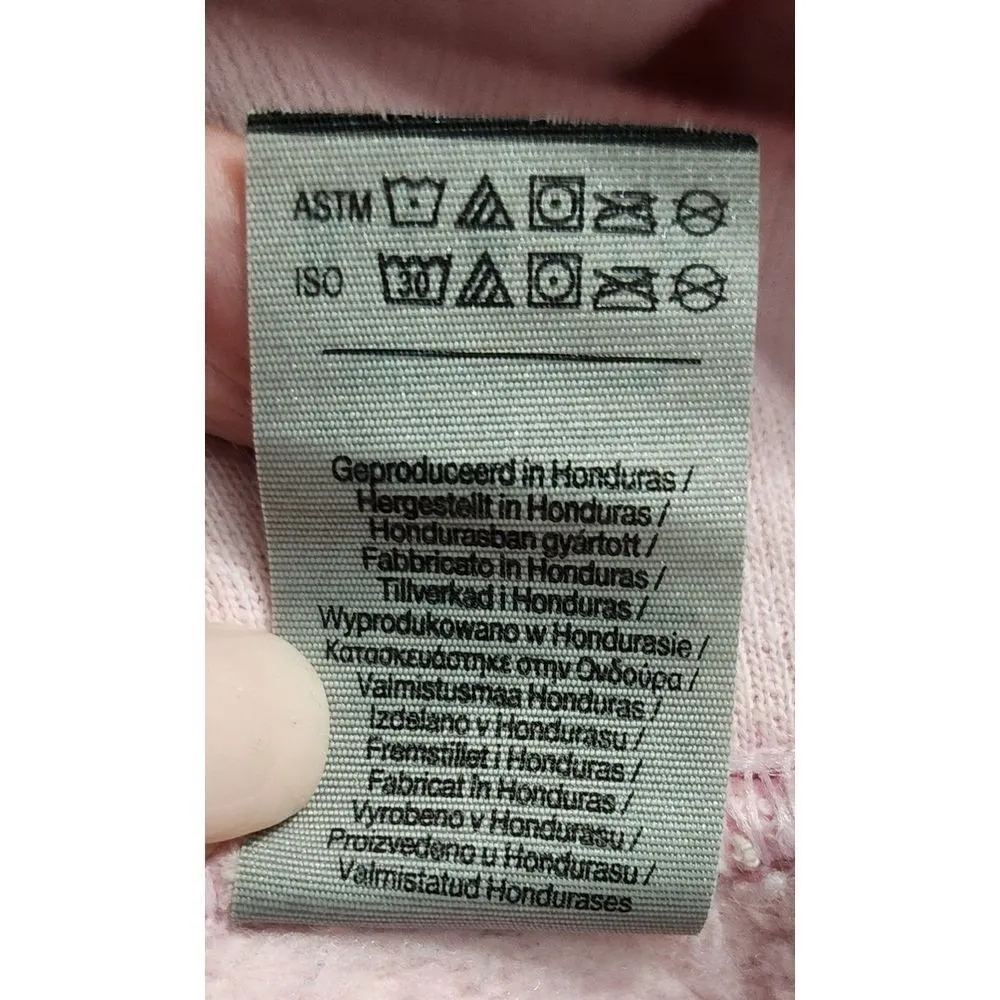 ASTM
ISO 30
Geproduceerd in Honduras /
Hergestellt in Honduras /
Hondurasban gyártott /
Fabbricato in Honduras /
Tillverkad i Honduras /
Wyprodukowano w Hondurasie /
Κατασκευάστηκε στην Ονδούρα /
Valmistusmaa Honduras /
Izdelano v Hondurasu /
Fremstillet i Honduras /
Fabricat în Honduras /
Vyrobeno v Hondurasu /
Proizvedeno u Hondurasu /
Valmistatud Hondurases